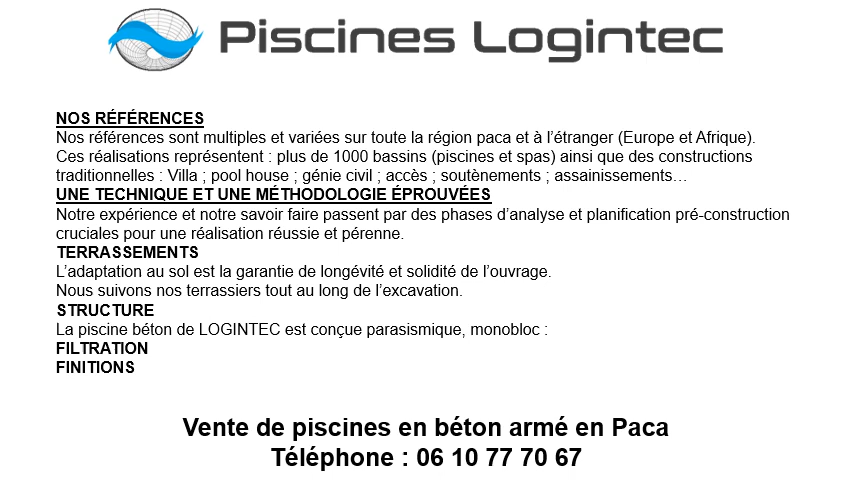 Piscines Logintec
NOS RÉFÉRENCES
Nos références sont multiples et variées sur toute la région paca et à l’étranger (Europe et Afrique).
Ces réalisations représentent : plus de 1000 bassins (piscines et spas) ainsi que des constructions
traditionnelles : Villa ; pool house ; génie civil ; accès ; soutènements ; assainissements…
UNE TECHNIQUE ET UNE MÉTHODOLOGIE ÉPROUVÉES
Notre expérience et notre savoir faire passent par des phases d’analyse et planification pré-construction
cruciales pour une réalisation réussie et pérenne.
TERRASSEMENTS
L’adaptation au sol est la garantie de longévité et solidité de l’ouvrage.
Nous suivons nos terrassiers tout au long de l’excavation.
STRUCTURE
La piscine béton de LOGINTEC est conçue parasismique, monobloc :
FILTRATION
FINITIONS
Vente de piscines en béton armé en Paca
Téléphone : 06 10 77 70 67